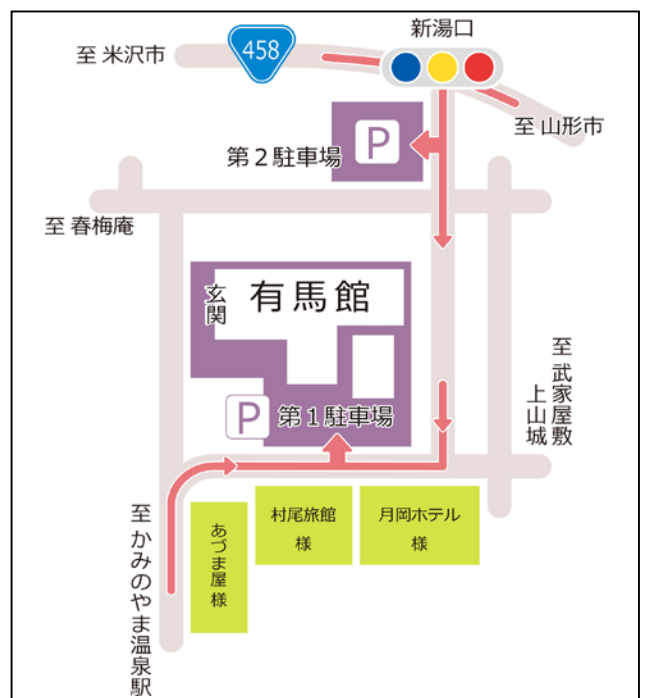 新湯口
至 米沢市
458
至 山形市
第2駐車場
P
至 春梅庵
玄関
有馬館
至 武家屋敷
上山城
P
第1駐車場
至 かみのやま温泉駅
あづま屋 様
村尾旅館
様
月岡ホテル
様